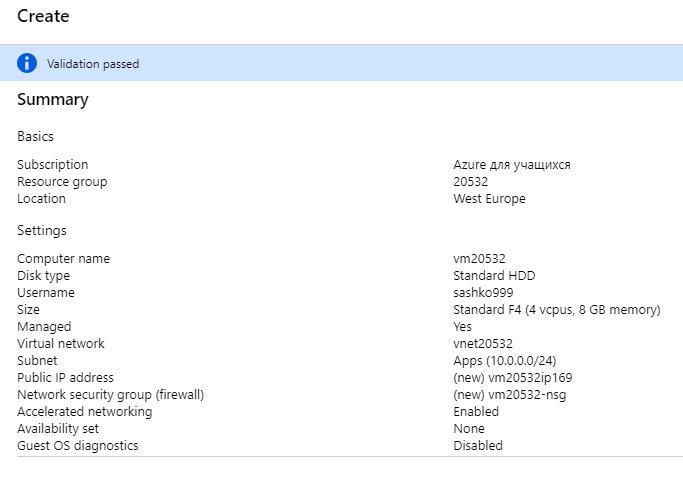 Create
Validation passed
Summary
Basics
Subscription Azure для учащихся
Resource group 20532
Location West Europe
Settings
Computer name vm20532
Disk type Standard HDD
Username sashko999
Size Standard F4 (4 vcpus, 8 GB memory)
Managed Yes
Virtual network vnet20532
Subnet Apps (10.0.0.0/24)
Public IP address (new) vm20532ip169
Network security group (firewall) (new) vm20532-nsg
Accelerated networking Enabled
Availability set None
Guest OS diagnostics Disabled